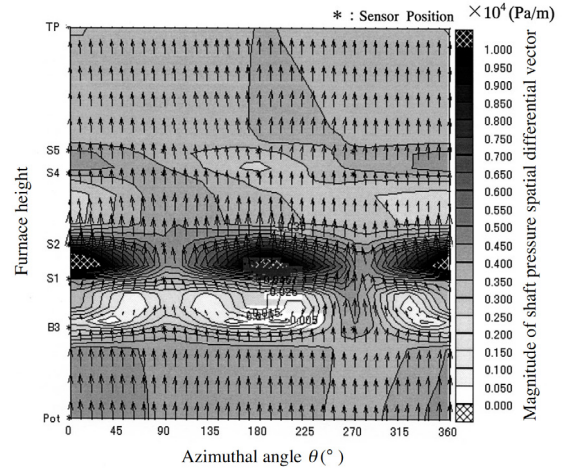 * : Sensor Position ×10⁴ (Pa/m)
TP
S5
S4
S2
S1
B3
Pot
Furnace height
0 45 90 135 180 225 270 315 360
Azimuthal angle θ(°)
1.000
0.950
0.900
0.850
0.800
0.750
0.700
0.650
0.600
0.550
0.500
0.450
0.400
0.350
0.300
0.250
0.200
0.150
0.100
0.050
0.000
Magnitude of shaft pressure spatial differential vector